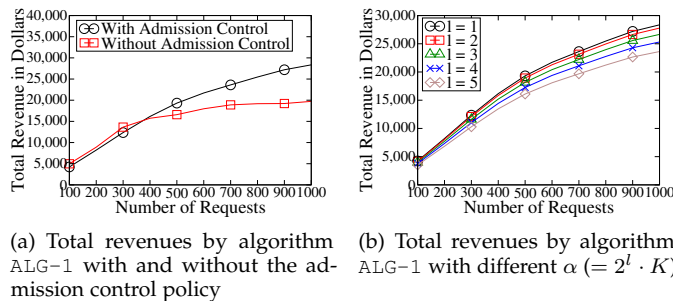 Total Revenue in Dollars
40,000
35,000
30,000
25,000
20,000
15,000
10,000
5,000
0
With Admission Control
Without Admission Control
100 200 300 400 500 600 700 800 900 1000
Number of Requests
(a) Total revenues by algorithm
ALG-1 with and without the ad-
mission control policy
Total Revenue in Dollars
30,000
25,000
20,000
15,000
10,000
5,000
0
l = 1
l = 2
l = 3
l = 4
l = 5
100 200 300 400 500 600 700 800 900 1000
Number of Requests
(b) Total revenues by algorithm
ALG-1 with different α (= 2^l · K)